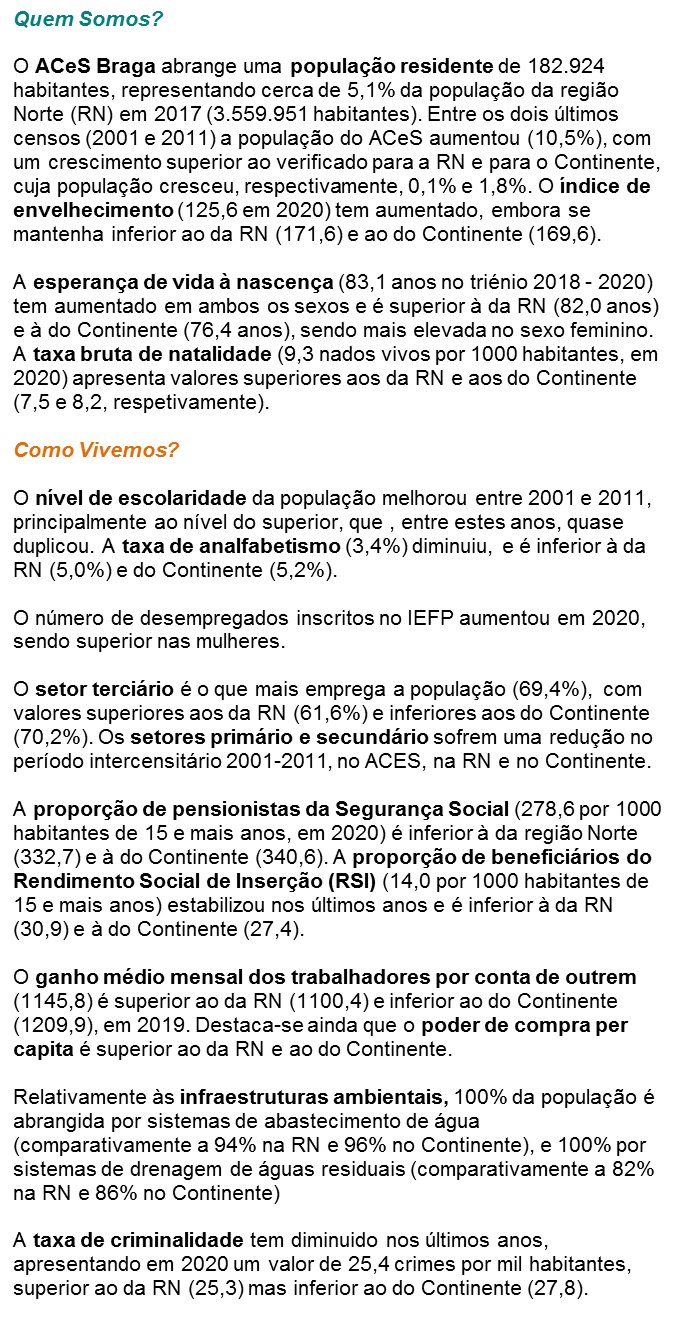 Quem Somos?
O ACeS Braga abrange uma população residente de 182.924
habitantes, representando cerca de 5,1% da população da região
Norte (RN) em 2017 (3.559.951 habitantes). Entre os dois últimos
censos (2001 e 2011) a população do ACeS aumentou (10,5%), com
um crescimento superior ao verificado para a RN e para o Continente,
cuja população cresceu, respectivamente, 0,1% e 1,8%. O índice de
envelhecimento (125,6 em 2020) tem aumentado, embora se
mantenha inferior ao da RN (171,6) e ao do Continente (169,6).
A esperança de vida à nascença (83,1 anos no triénio 2018 - 2020)
tem aumentado em ambos os sexos e é superior à da RN (82,0 anos)
e à do Continente (76,4 anos), sendo mais elevada no sexo feminino.
A taxa bruta de natalidade (9,3 nados vivos por 1000 habitantes, em
2020) apresenta valores superiores aos da RN e aos do Continente
(7,5 e 8,2, respetivamente).
Como Vivemos?
O nível de escolaridade da população melhorou entre 2001 e 2011,
principalmente ao nível do superior, que , entre estes anos, quase
duplicou. A taxa de analfabetismo (3,4%) diminuiu, e é inferior à da
RN (5,0%) e do Continente (5,2%).
O número de desempregados inscritos no IEFP aumentou em 2020,
sendo superior nas mulheres.
O setor terciário é o que mais emprega a população (69,4%), com
valores superiores aos da RN (61,6%) e inferiores aos do Continente
(70,2%). Os setores primário e secundário sofrem uma redução no
período intercensitário 2001-2011, no ACES, na RN e no Continente.
A proporção de pensionistas da Segurança Social (278,6 por 1000
habitantes de 15 e mais anos, em 2020) é inferior à da região Norte
(332,7) e à do Continente (340,6). A proporção de beneficiários do
Rendimento Social de Inserção (RSI) (14,0 por 1000 habitantes de
15 e mais anos) estabilizou nos últimos anos e é inferior à da RN
(30,9) e à do Continente (27,4).
O ganho médio mensal dos trabalhadores por conta de outrem
(1145,8) é superior ao da RN (1100,4) e inferior ao do Continente
(1209,9), em 2019. Destaca-se ainda que o poder de compra per
capita é superior ao da RN e ao do Continente.
Relativamente às infraestruturas ambientais, 100% da população é
abrangida por sistemas de abastecimento de água
(comparativamente a 94% na RN e 96% no Continente), e 100% por
sistemas de drenagem de águas residuais (comparativamente a 82%
na RN e 86% no Continente)
A taxa de criminalidade tem diminuido nos últimos anos,
apresentando em 2020 um valor de 25,4 crimes por mil habitantes,
superior ao da RN (25,3) mas inferior ao do Continente (27,8).